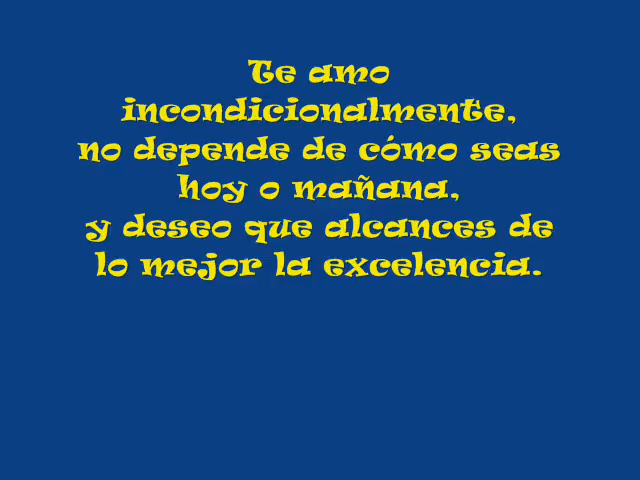 Te amo
incondicionalmente,
no depende de cómo seas
hoy o mañana,
y deseo que alcances de
lo mejor la excelencia.